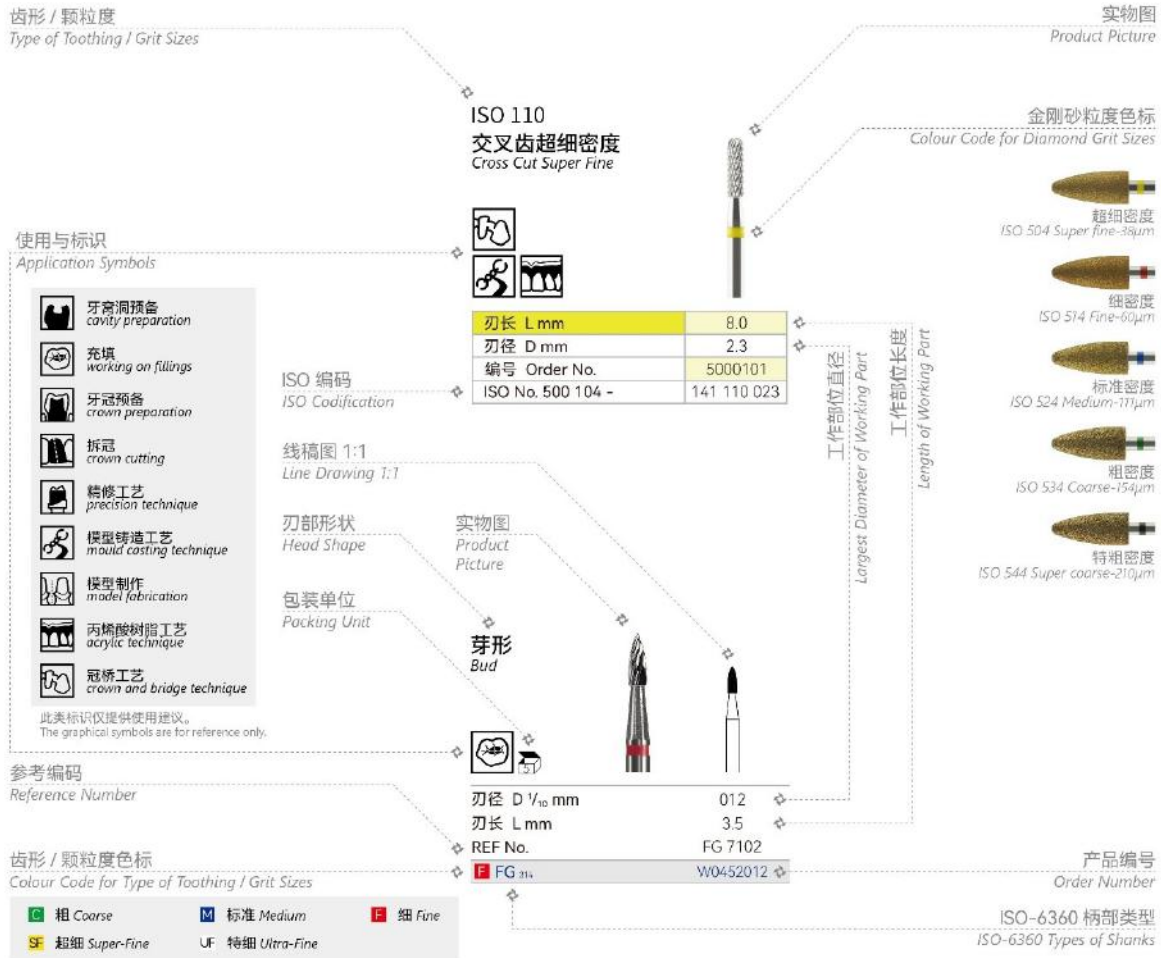 齿形 / 颗粒度
Type of Toothing / Grit Sizes
实物图
Product Picture
ISO 110
交叉齿超细密度
Cross Cut Super Fine
金刚砂粒度色标
Colour Code for Diamond Grit Sizes
超细密度
ISO 504 Super fine-38μm
细密度
ISO 514 Fine-60μm
标准密度
ISO 524 Medium-111μm
粗密度
ISO 534 Coarse-154μm
特粗密度
ISO 544 Super coarse-210μm
使用与标识
Application Symbols
牙窝洞预备
cavity preparation
充填
working on fillings
牙冠预备
crown preparation
拆冠
crown cutting
精修工艺
precision technique
模型铸造工艺
mould casting technique
模型制作
model fabrication
丙烯酸树脂工艺
acrylic technique
冠桥工艺
crown and bridge technique
此类标识仅提供使用建议。
The graphical symbols are for reference only.
刃长 L mm 8.0
刃径 D mm 2.3
编号 Order No. 5000101
ISO No. 500 104 - 141 110 023
ISO 编码
ISO Codification
工作部位直径
Largest Diameter of Working Part
工作部位长度
Length of Working Part
线稿图 1:1
Line Drawing 1:1
刃部形状
Head Shape
实物图
Product
Picture
包装单位
Packing Unit
芽形
Bud
5
刃径 D 1/10 mm 012
刃长 L mm 3.5
REF No. FG 7102
F FG 314 W0452012
参考编码
Reference Number
齿形 / 颗粒度色标
Colour Code for Type of Toothing / Grit Sizes
C 粗 Coarse M 标准 Medium F 细 Fine
SF 超细 Super-Fine UF 特细 Ultra-Fine
产品编号
Order Number
ISO-6360 柄部类型
ISO-6360 Types of Shanks